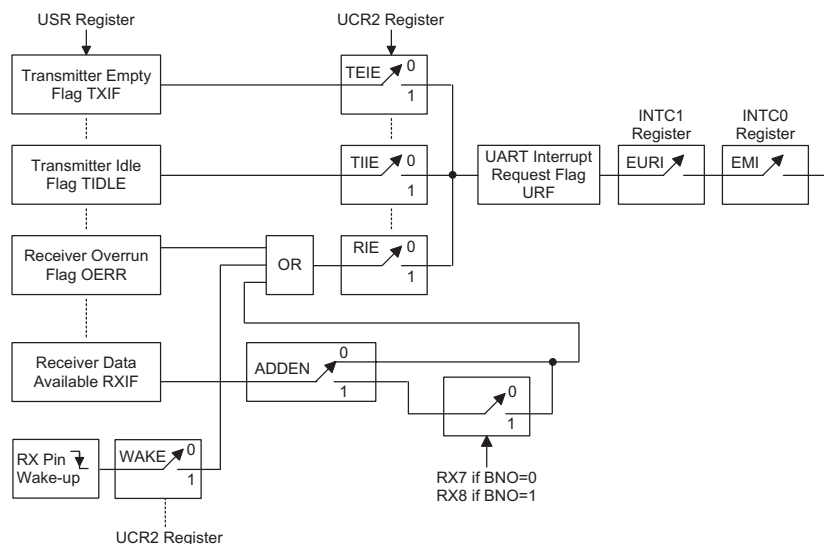 USR Register
UCR2 Register
Transmitter Empty
Flag TXIF
TEIE
0
1
INTC1
Register
INTC0
Register
Transmitter Idle
Flag TIDLE
TIIE
0
1
UART Interrupt
Request Flag
URF
EURI
EMI
Receiver Overrun
Flag OERR
OR
RIE
0
1
Receiver Data
Available RXIF
ADDEN
0
1
0
1
RX Pin
Wake-up
WAKE
0
1
RX7 if BNO=0
RX8 if BNO=1
UCR2 Register